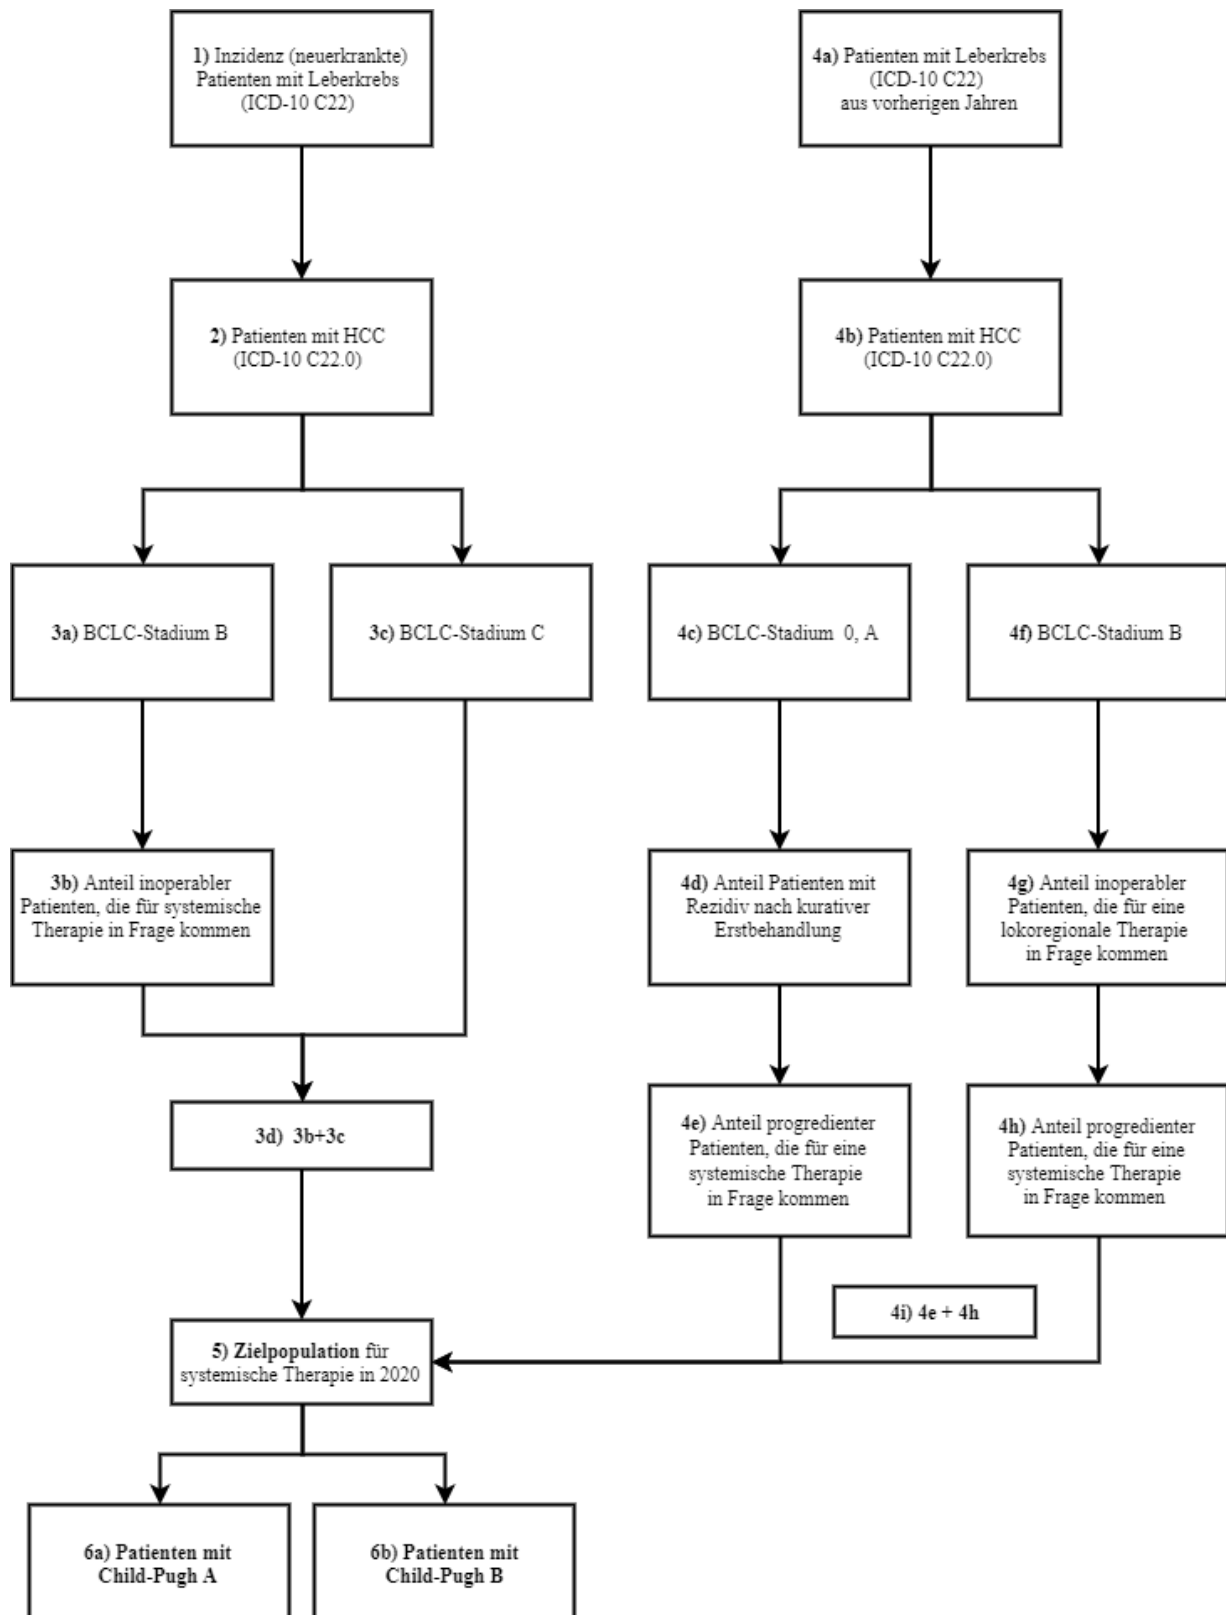 1) Inzidenz (neuerkrankte)
Patienten mit Leberkrebs
(ICD-10 C22)
4a) Patienten mit Leberkrebs
(ICD-10 C22)
aus vorherigen Jahren
2) Patienten mit HCC
(ICD-10 C22.0)
4b) Patienten mit HCC
(ICD-10 C22.0)
3a) BCLC-Stadium B
3c) BCLC-Stadium C
4c) BCLC-Stadium 0, A
4f) BCLC-Stadium B
3b) Anteil inoperabler
Patienten, die für systemische
Therapie in Frage kommen
4d) Anteil Patienten mit
Rezidiv nach kurativer
Erstbehandlung
4g) Anteil inoperabler
Patienten, die für eine
lokoregionale Therapie
in Frage kommen
3d) 3b+3c
4e) Anteil progredienter
Patienten, die für eine
systemische Therapie
in Frage kommen
4h) Anteil progredienter
Patienten, die für eine
systemische Therapie
in Frage kommen
4i) 4e + 4h
5) Zielpopulation für
systemische Therapie in 2020
6a) Patienten mit
Child-Pugh A
6b) Patienten mit
Child-Pugh B